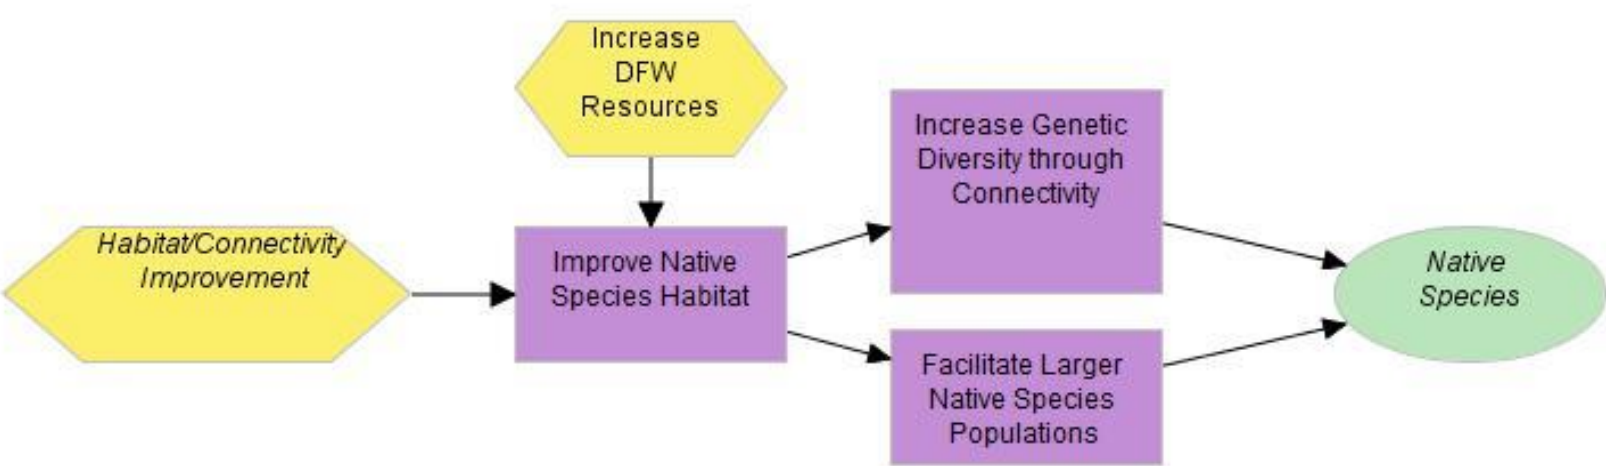 Increase
DFW
Resources
Habitat/Connectivity
Improvement
Improve Native
Species Habitat
Increase Genetic
Diversity through
Connectivity
Facilitate Larger
Native Species
Populations
Native
Species